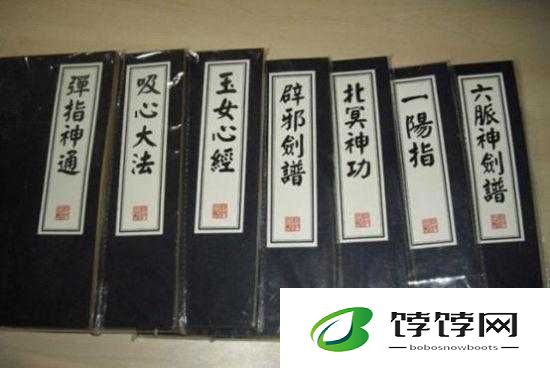 彈指神通
吸心大法
玉女心經
辟邪劍譜
北冥神功
一陽指
六脈神劍譜
饽饽网
bobosnowboots